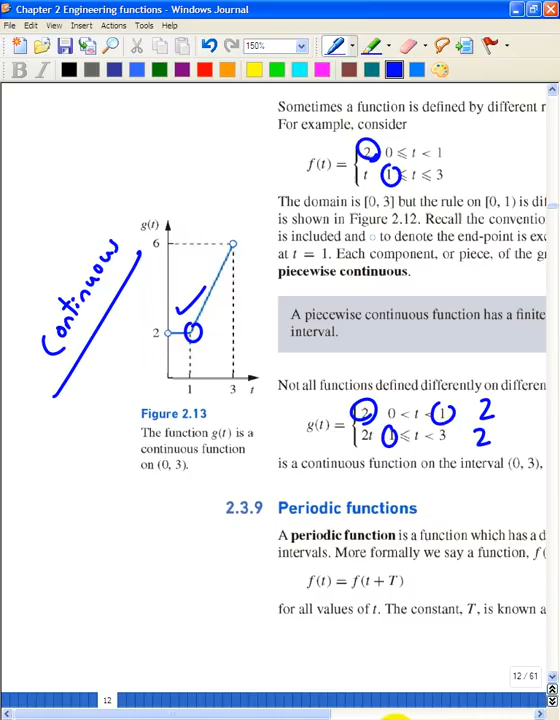 Chapter 2 Engineering functions - Windows Journal
File Edit View Insert Actions Tools Help
150%
B I
Sometimes a function is defined by different r
For example, consider
f(t) = { 2, 0 ⩽ t < 1
t 1 ⩽ t ⩽ 3
The domain is [0, 3] but the rule on [0, 1) is dif
is shown in Figure 2.12. Recall the conventio
is included and ○ to denote the end-point is exc
at t = 1. Each component, or piece, of the g
piecewise continuous.
g(t)
6
2
1 3 t
Continuous
A piecewise continuous function has a finite
interval.
Not all functions defined differently on differen
g(t) = { 2, 0 < t < 1 2
2t 1 ⩽ t < 3 2
is a continuous function on the interval (0, 3),
Figure 2.13
The function g(t) is a
continuous function
on (0, 3).
2.3.9 Periodic functions
A periodic function is a function which has a d
intervals. More formally we say a function, f (
f(t) = f(t + T)
for all values of t. The constant, T, is known a
12 / 61
12